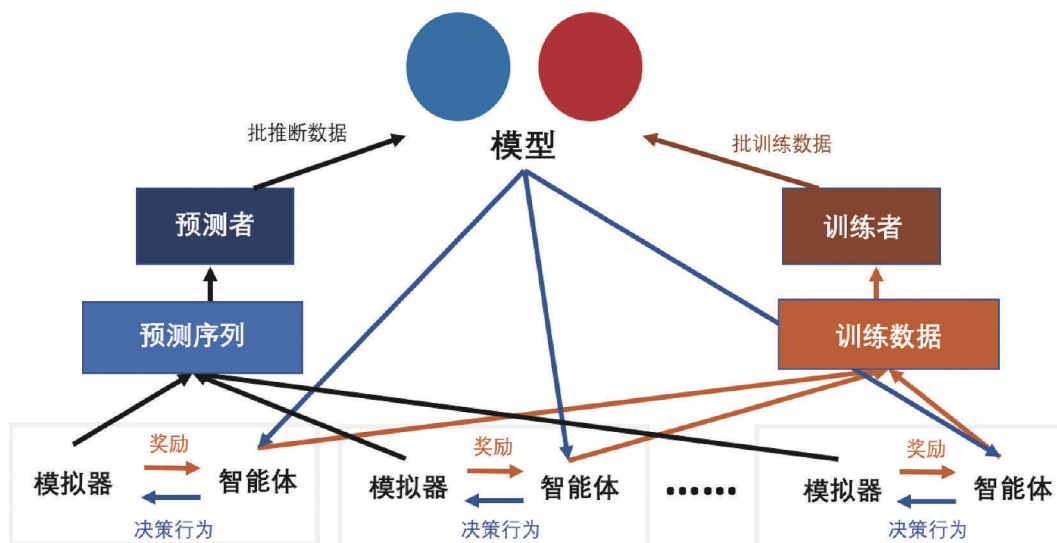 批推断数据
模型
批训练数据
预测者
训练者
预测序列
训练数据
奖励
模拟器
智能体
决策行为
奖励
模拟器
智能体
决策行为
......
奖励
模拟器
智能体
决策行为